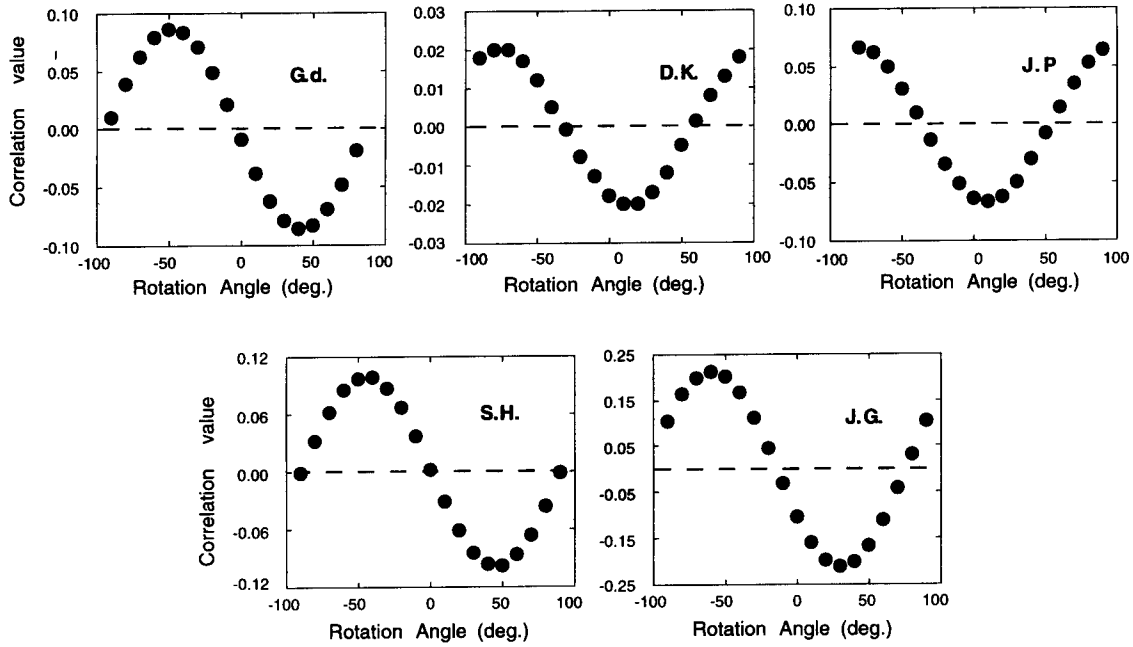 0.10
0.05
0.00
-0.05
-0.10
Correlation value
G.d.
-100 -50 0 50 100
Rotation Angle (deg.)
0.03
0.02
0.01
0.00
0.01
-0.02
-0.03
D.K.
-100 -50 0 50 100
Rotation Angle (deg.)
0.10
0.05
0.00
-0.05
-0.10
J.P
-100 -50 0 50 100
Rotation Angle (deg.)
0.12
0.06
0.00
-0.06
-0.12
Correlation value
S.H.
-100 -50 0 50 100
Rotation Angle (deg.)
0.25
0.15
0.05
-0.05
-0.15
-0.25
J.G.
-100 -50 0 50 100
Rotation Angle (deg.)